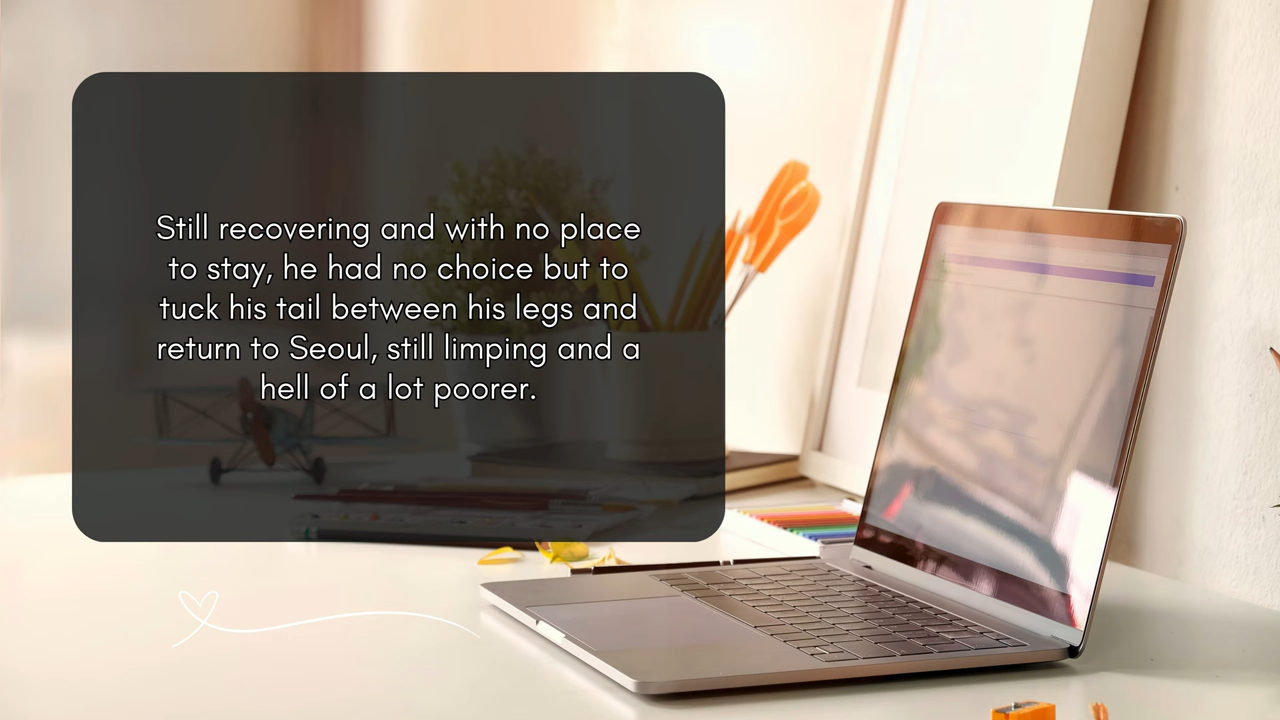 Still recovering and with no place
to stay, he had no choice but to
tuck his tail between his legs and
return to Seoul, still limping and a
hell of a lot poorer.